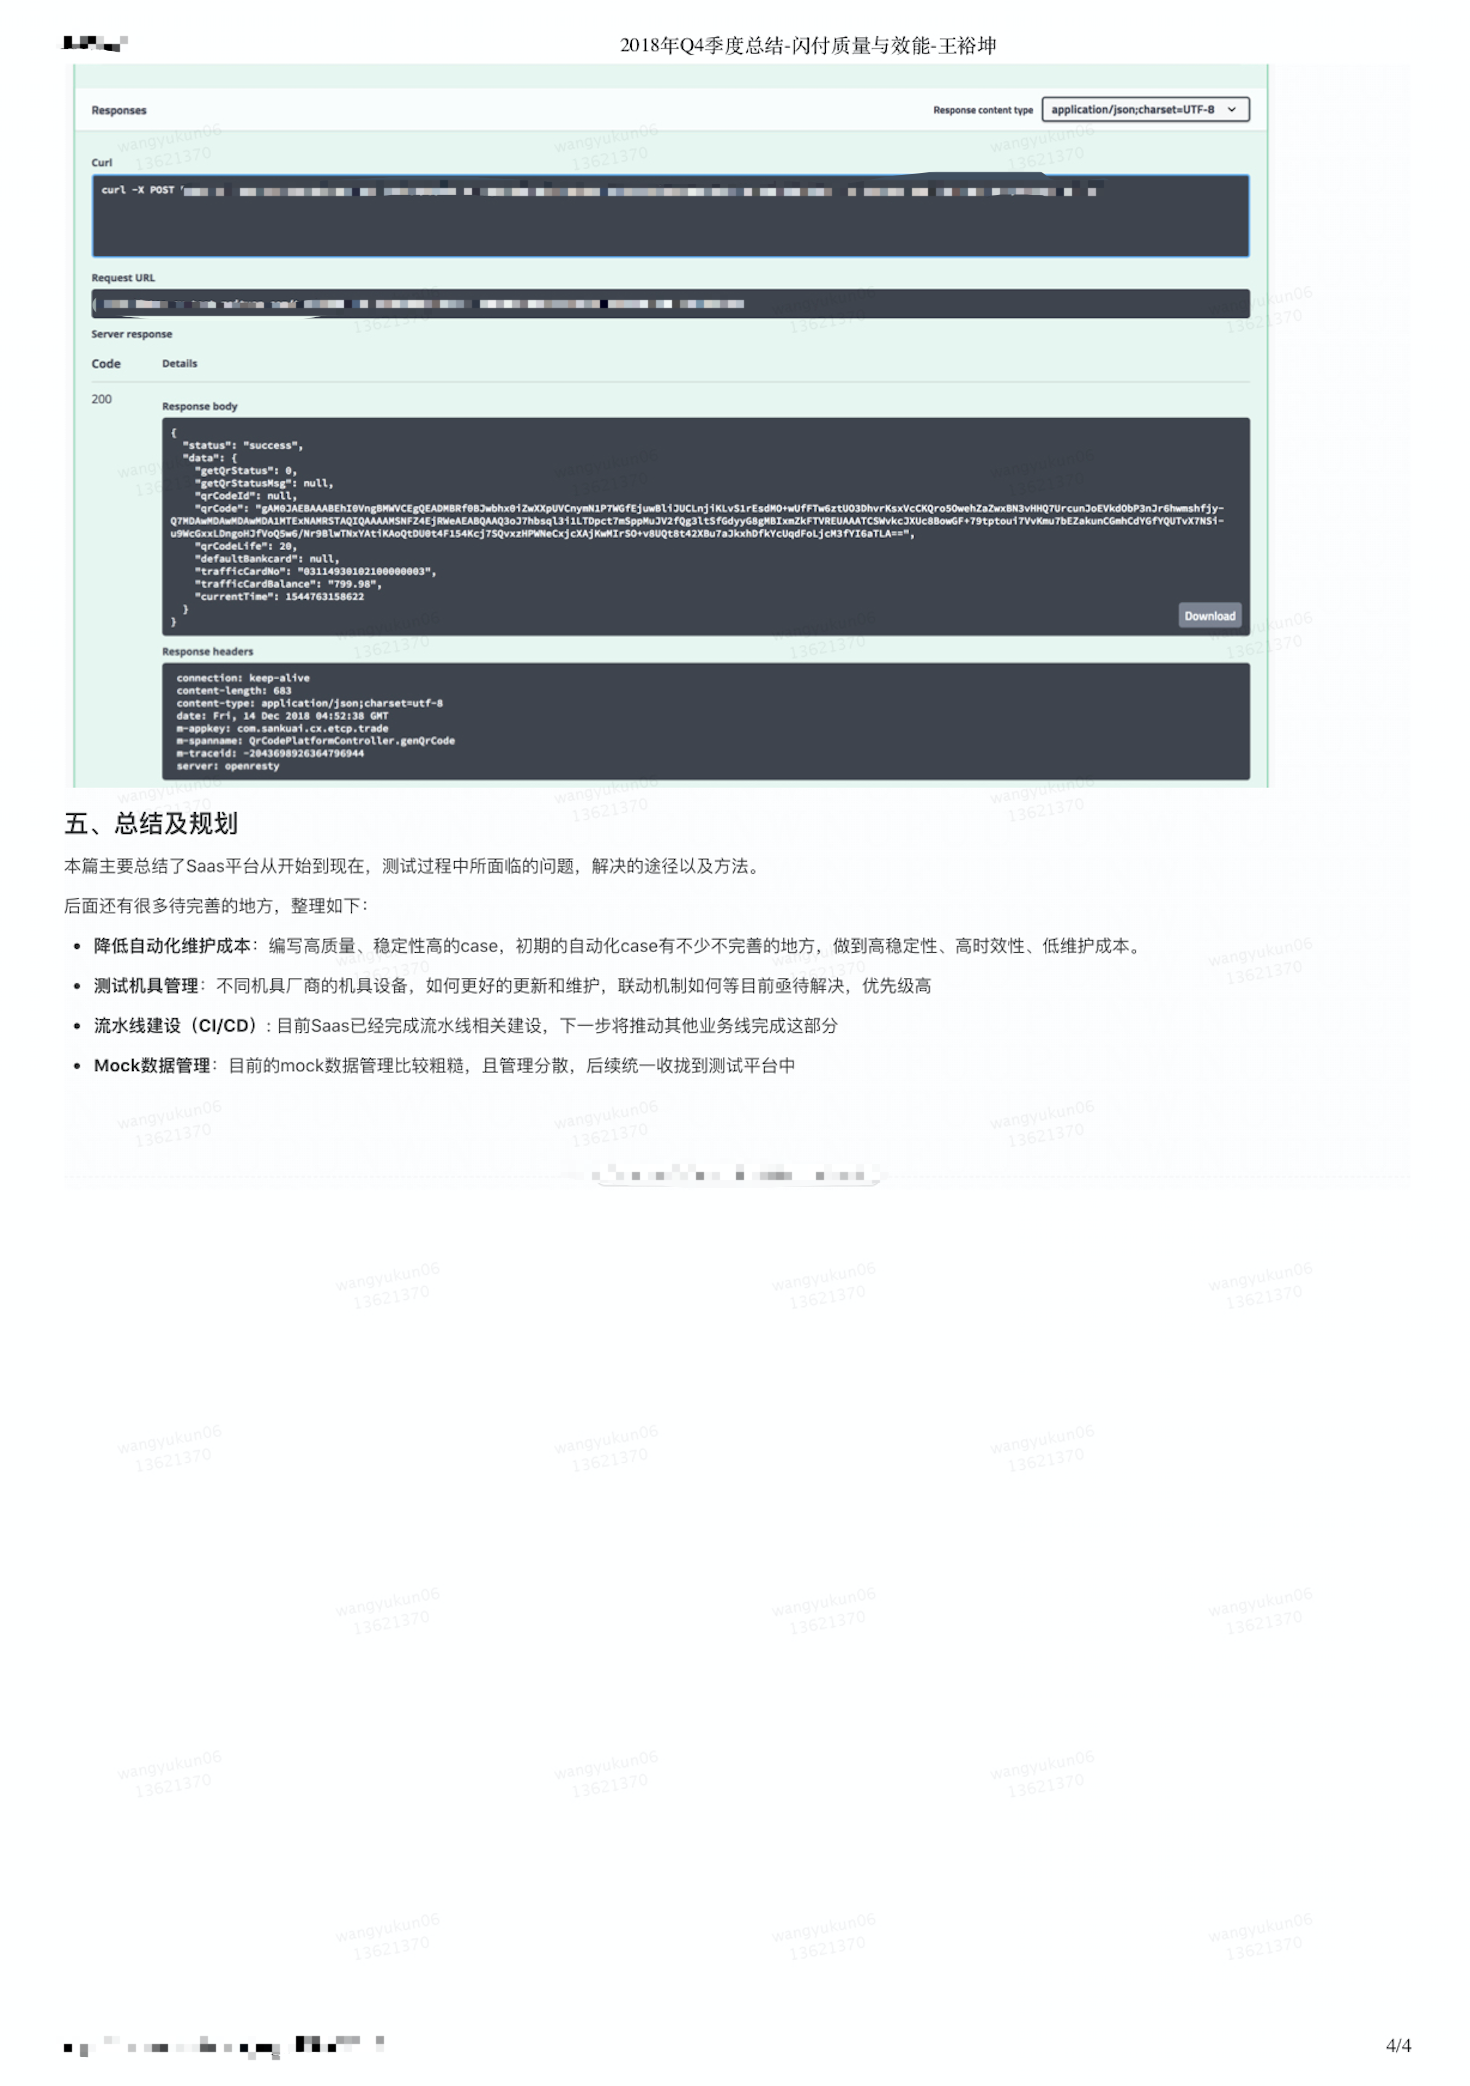 2018年Q4季度总结-闪付质量与效能-王裕坤
Responses
Response content type application/json;charset=UTF-8
Curl
curl -X POST '
Request URL
Server response
Code Details
200
Response body
{
"status": "success",
"data": {
"getQrStatus": 0,
"getQrStatusMsg": null,
"qrCodeId": null,
"qrCode":
"qrCodeLife": 20,
"defaultBankcard": null,
"trafficCardNo": "03114930102100000003",
"trafficCardBalance": "799.98",
"currentTime": 1544763158622
}
}
Download
Response headers
connection: keep-alive
content-length: 683
content-type: application/json;charset=utf-8
date: Fri, 14 Dec 2018 04:52:38 GMT
m-appkey: com.sankuai.cx.etcp.trade
m-spanname: QrCodePlatformController.genQrCode
m-traceid: -2043698926364796944
server: openresty
五、总结及规划
本篇主要总结了Saas平台从开始到现在，测试过程中所面临的问题，解决的途径以及方法。
后面还有很多待完善的地方，整理如下：
• 降低自动化维护成本：编写高质量、稳定性高的case，初期的自动化case有不少不完善的地方，做到高稳定性、高时效性、低维护成本。
• 测试机具管理：不同机具厂商的机具设备，如何更好的更新和维护，联动机制如何等目前亟待解决，优先级高
• 流水线建设（CI/CD）: 目前Saas已经完成流水线相关建设，下一步将推动其他业务线完成这部分
• Mock数据管理：目前的mock数据管理比较粗糙，且管理分散，后续统一收拢到测试平台中
wangyukun06
13621370
4/4